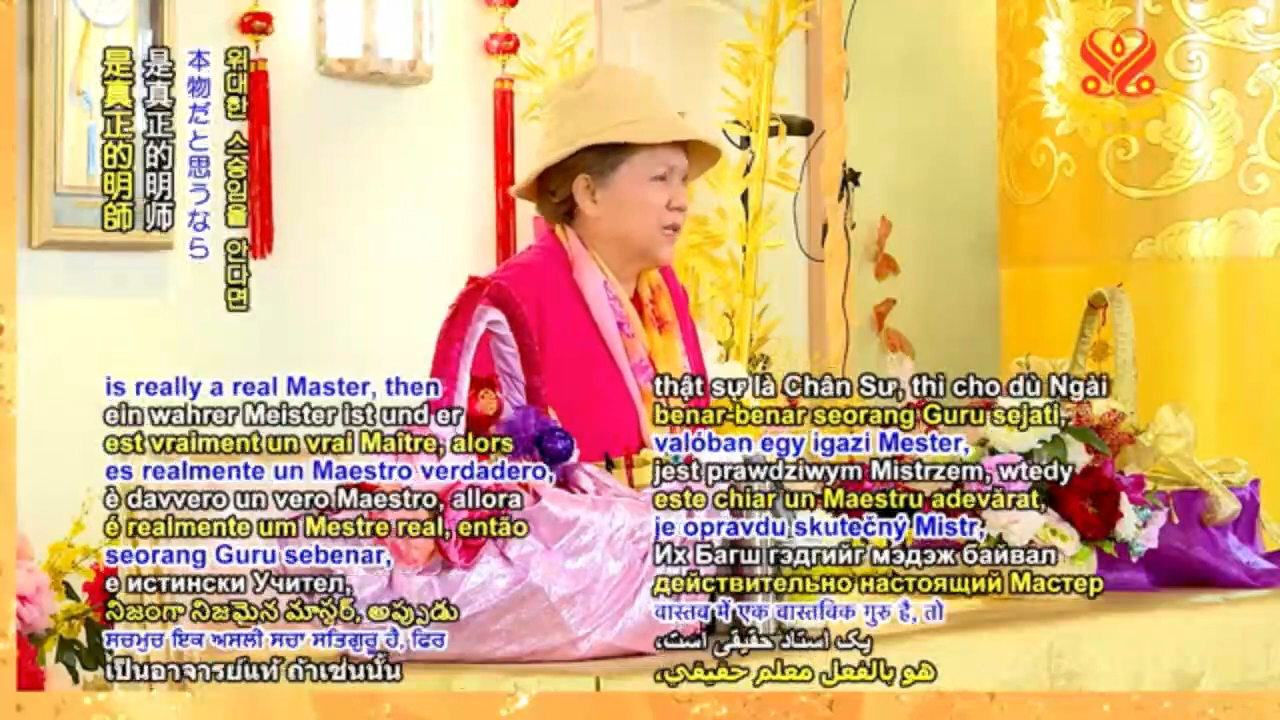 是真正的明師
是真正的明师
本物だと思うなら
위대한 스승임을 안다면
is really a real Master, then
ein wahrer Meister ist und er
est vraiment un vrai Maître, alors
es realmente un Maestro verdadero,
è davvero un vero Maestro, allora
é realmente um Mestre real, então
seorang Guru sebenar,
е истински Учител,
నిజంగా నిజమైన మాస్టర్, అప్పుడు
ਸਚਮੁਚ ਇਕ ਅਸਲੀ ਸਚਾ ਸਤਿਗੁਰੂ ਹੈ, ਫਿਰ
เป็นอาจารย์แท้ ถ้าเช่นนั้น
thật sự là Chân Sư, thì cho dù Ngài
benar-benar seorang Guru sejati,
valóban egy igazi Mester,
jest prawdziwym Mistrzem, wtedy
este chiar un Maestru adevărat,
je opravdu skutečný Mistr,
Их Багш гэдгийг мэдэж байвал
действительно настоящий Мастер
वास्तव में एक वास्तविक गुरु है, तो
یک استاد حقیقی است،
هو بالفعل معلم حقيقي،